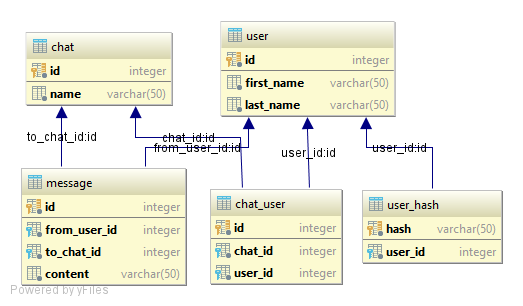 chat
id integer
name varchar(50)
user
id integer
first_name varchar(50)
last_name varchar(50)
to_chat_id:id
chat_id:id
from_user_id:id
user_id:id
user_id:id
message
id integer
from_user_id integer
to_chat_id integer
content varchar(50)
chat_user
id integer
chat_id integer
user_id integer
user_hash
hash varchar(50)
user_id integer
Powered by yFiles